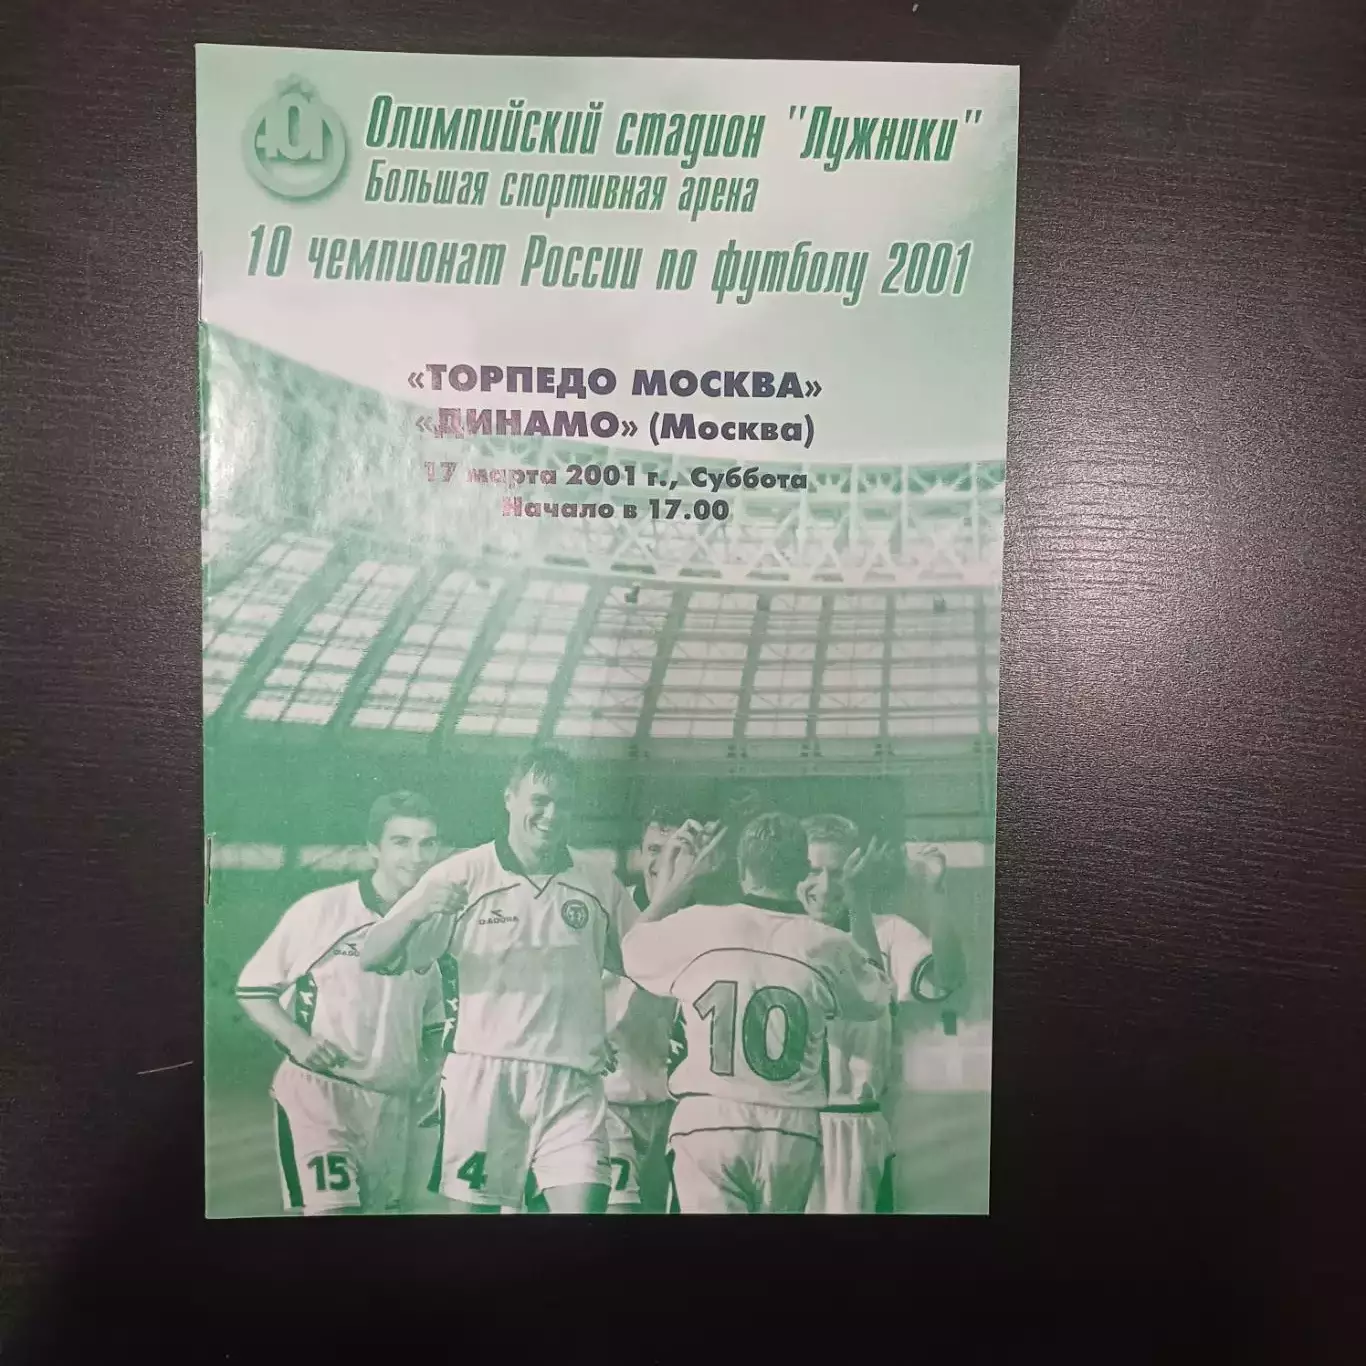 Олимпийский стадион "Лужники"
Большая спортивная арена
10 чемпионат России по футболу 2001
«ТОРПЕДО МОСКВА»
«ДИНАМО» (Москва)
17 марта 2001 г., Суббота
Начало в 17.00
DIADORA
10
15
4
7